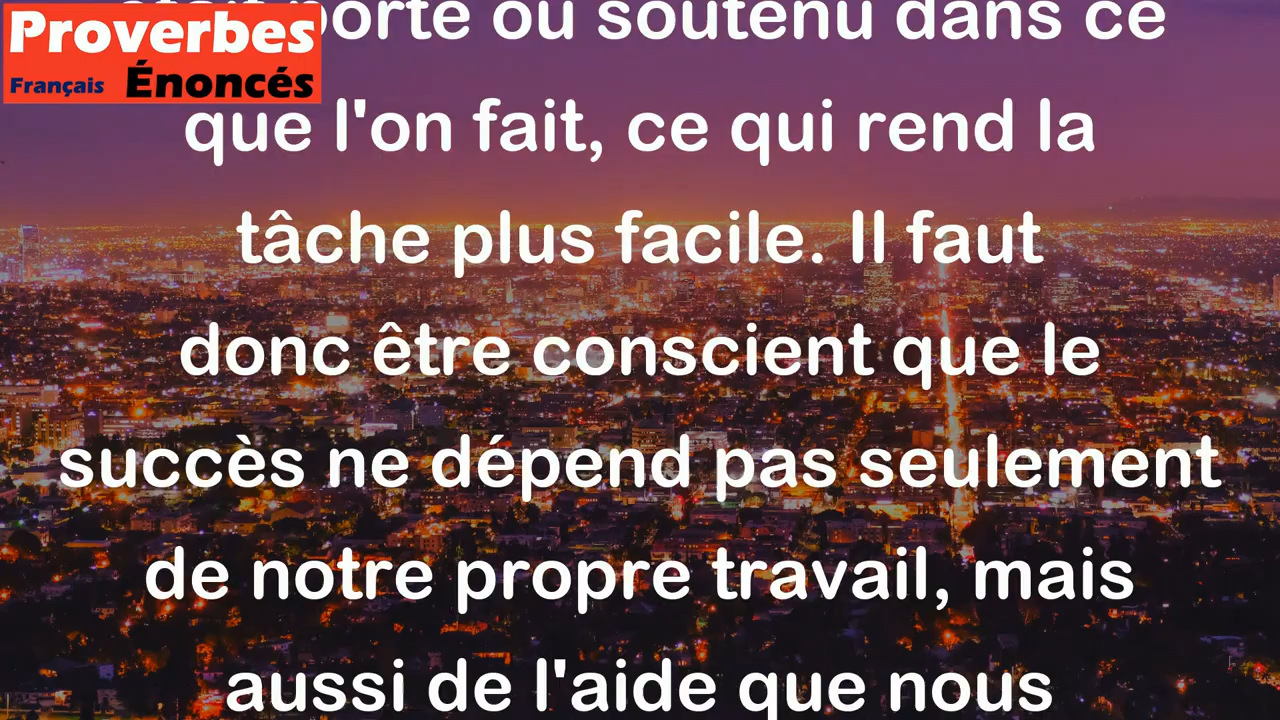 Proverbes
Français Énoncés
porté ou soutenu dans ce
que l'on fait, ce qui rend la
tâche plus facile. Il faut
donc être conscient que le
succès ne dépend pas seulement
de notre propre travail, mais
aussi de l'aide que nous